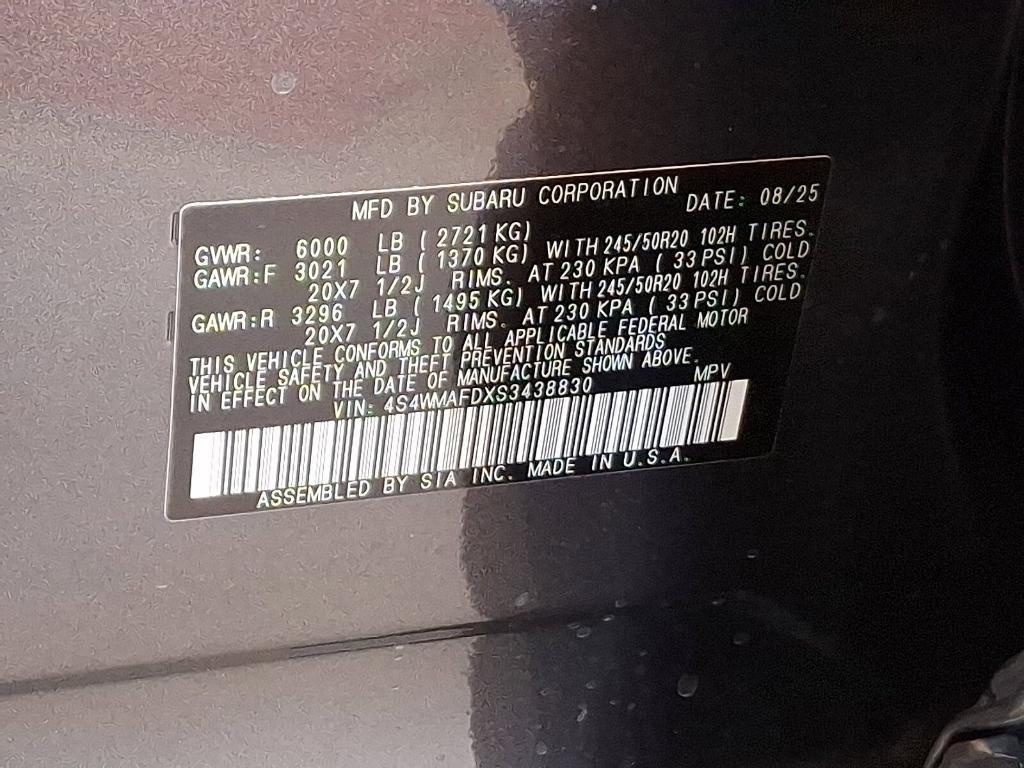 MFD BY SUBARU CORPORATION DATE: 08/25
GVWR: 6000 LB ( 2721 KG)
GAWR:F 3021 LB ( 1370 KG) WITH 245/50R20 102H TIRES.
20X7 1/2J RIMS. AT 230 KPA ( 33 PSI) COLD
GAWR:R 3296 LB ( 1495 KG) WITH 245/50R20 102H TIRES.
20X7 1/2J RIMS. AT 230 KPA ( 33 PSI) COLD
THIS VEHICLE CONFORMS TO ALL APPLICABLE FEDERAL MOTOR
VEHICLE SAFETY AND THEFT PREVENTION STANDARDS
IN EFFECT ON THE DATE OF MANUFACTURE SHOWN ABOVE.
VIN: 4S4WMAFDXS3438830 MPV
ASSEMBLED BY SIA INC. MADE IN U.S.A.